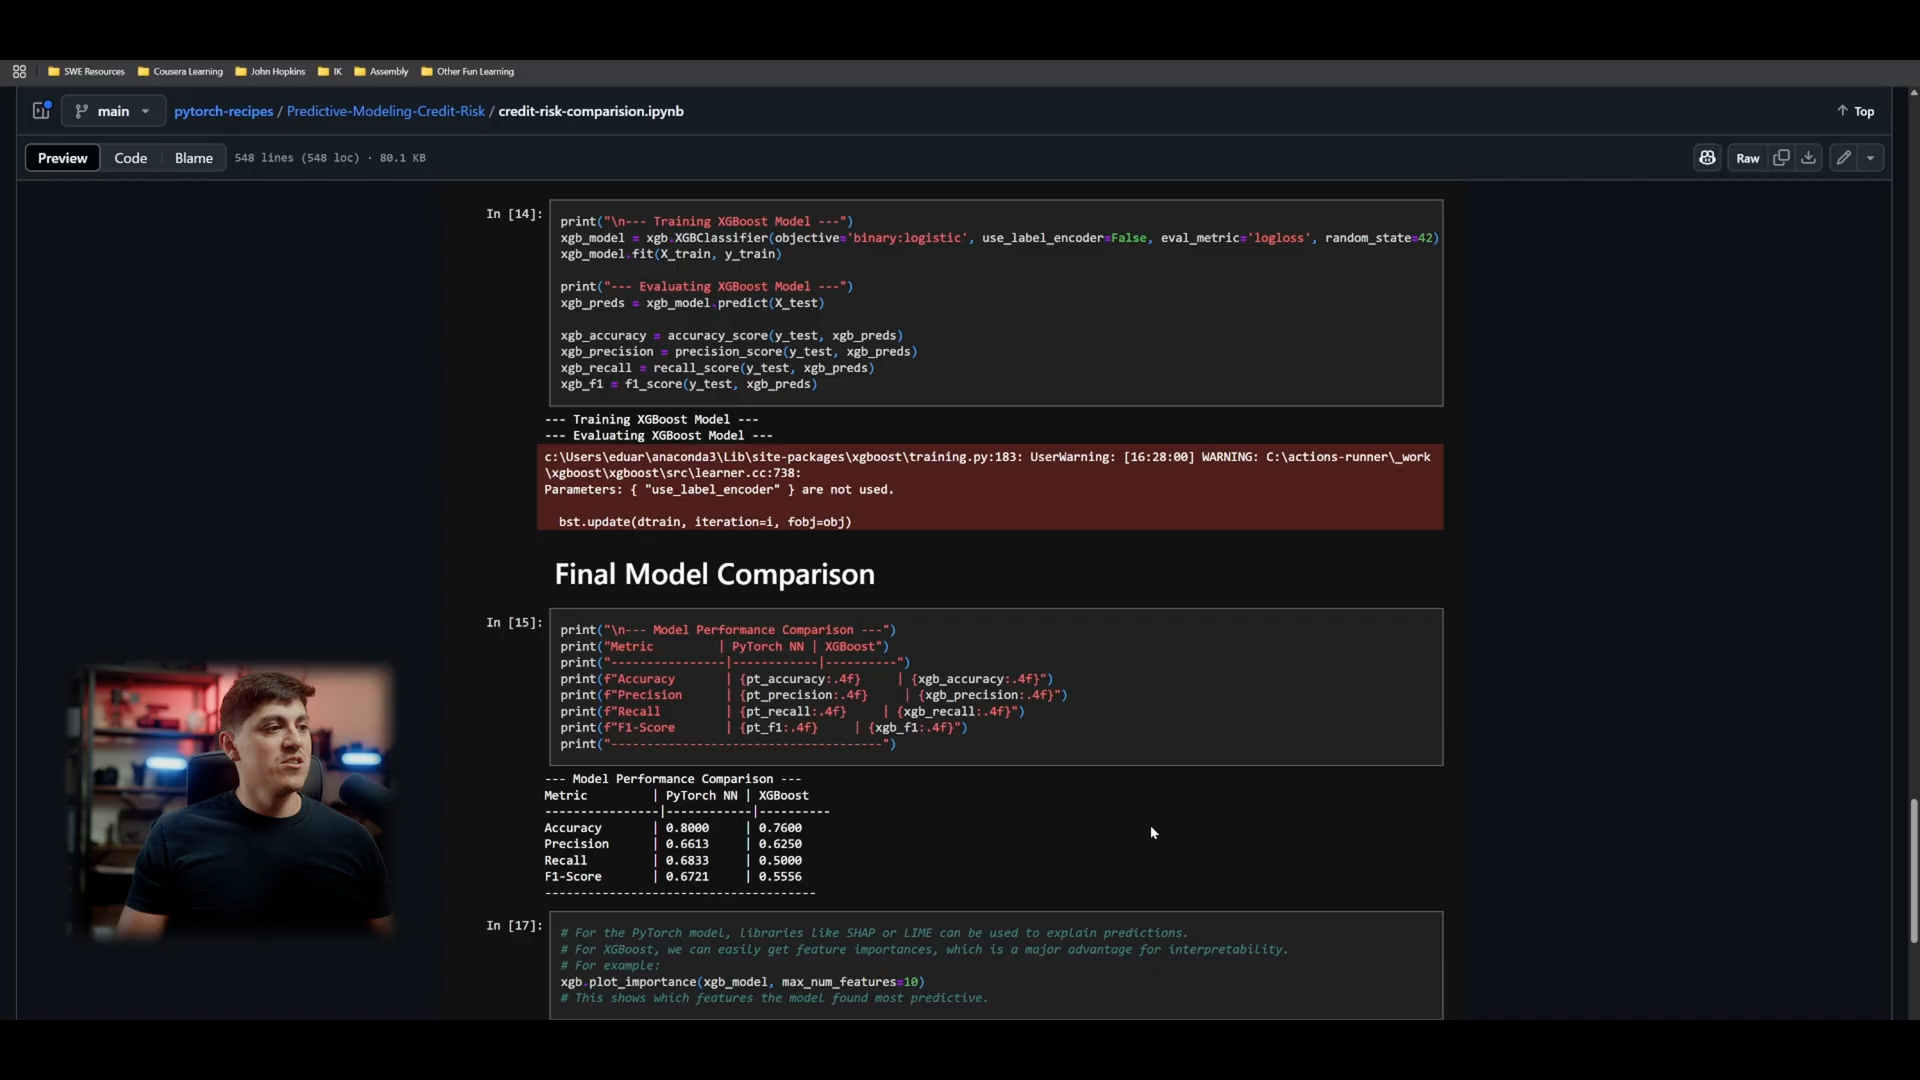 SWE Resources Cousera Learning John Hopkins IK Assembly Other Fun Learning
main pytorch-recipes / Predictive-Modeling-Credit-Risk / credit-risk-comparision.ipynb Top
Preview Code Blame 548 lines (548 loc) · 80.1 KB Raw
In [14]:
print("\n--- Training XGBoost Model ---")
xgb_model = xgb.XGBClassifier(objective='binary:logistic', use_label_encoder=False, eval_metric='logloss', random_state=42)
xgb_model.fit(X_train, y_train)
print("--- Evaluating XGBoost Model ---")
xgb_preds = xgb_model.predict(X_test)
xgb_accuracy = accuracy_score(y_test, xgb_preds)
xgb_precision = precision_score(y_test, xgb_preds)
xgb_recall = recall_score(y_test, xgb_preds)
xgb_f1 = f1_score(y_test, xgb_preds)
--- Training XGBoost Model ---
--- Evaluating XGBoost Model ---
c:\Users\eduar\anaconda3\Lib\site-packages\xgboost\training.py:183: UserWarning: [16:28:00] WARNING: C:\actions-runner\_work
\xgboost\xgboost\src\learner.cc:738:
Parameters: { "use_label_encoder" } are not used.
bst.update(dtrain, iteration=i, fobj=obj)
Final Model Comparison
In [15]:
print("\n--- Model Performance Comparison ---")
print("Metric | PyTorch NN | XGBoost")
print("----------------|------------|----------")
print(f"Accuracy | {pt_accuracy:.4f} | {xgb_accuracy:.4f}")
print(f"Precision | {pt_precision:.4f} | {xgb_precision:.4f}")
print(f"Recall | {pt_recall:.4f} | {xgb_recall:.4f}")
print(f"F1-Score | {pt_f1:.4f} | {xgb_f1:.4f}")
print("--------------------------------------")
--- Model Performance Comparison ---
Metric | PyTorch NN | XGBoost
----------------|------------|----------
Accuracy | 0.8000 | 0.7600
Precision | 0.6613 | 0.6250
Recall | 0.6833 | 0.5000
F1-Score | 0.6721 | 0.5556
--------------------------------------
In [17]:
# For the PyTorch model, libraries like SHAP or LIME can be used to explain predictions.
# For XGBoost, we can easily get feature importances, which is a major advantage for interpretability.
# For example:
xgb.plot_importance(xgb_model, max_num_features=10)
# This shows which features the model found most predictive.